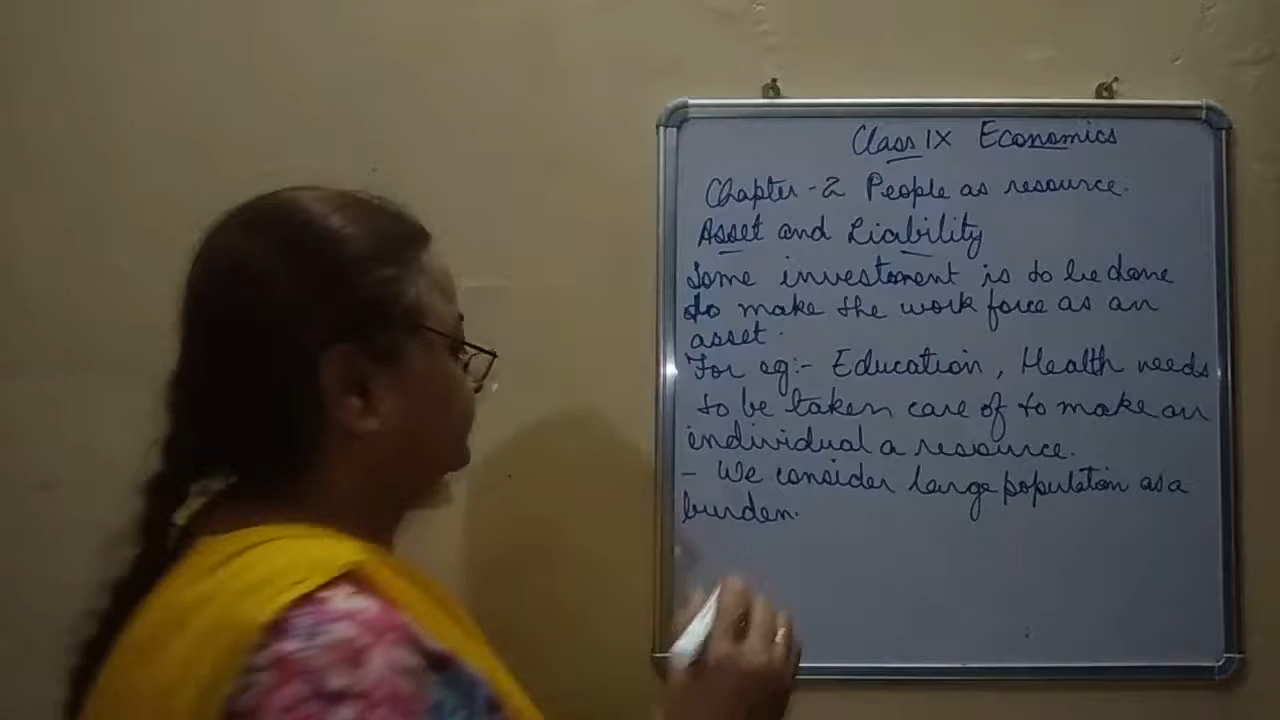 Class IX Economics
Chapter - 2 People as resource.
Asset and Liability
Some investment is to be done
to make the work force as an
asset.
For eg:- Education, Health needs
to be taken care of to make an
individual a resource.
- We consider large population as a
burden.